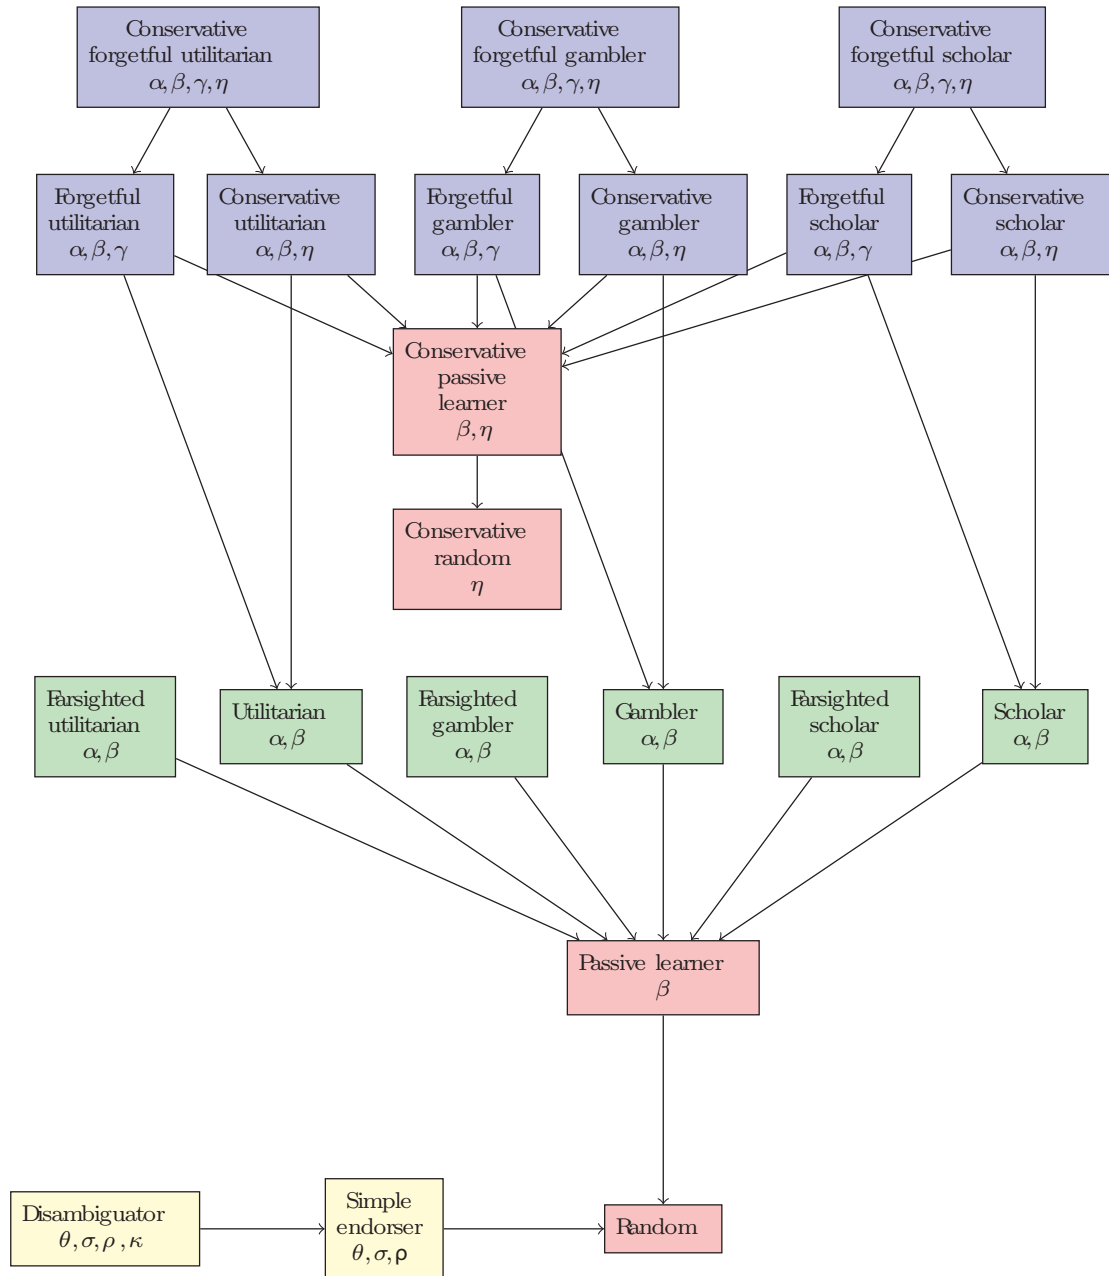 Conservative
forgetful utilitarian
α, β, γ, η
Conservative
forgetful gambler
α, β, γ, η
Conservative
forgetful scholar
α, β, γ, η
Forgetful
utilitarian
α, β, γ
Conservative
utilitarian
α, β, η
Forgetful
gambler
α, β, γ
Conservative
gambler
α, β, η
Forgetful
scholar
α, β, γ
Conservative
scholar
α, β, η
Conservative
passive
learner
β, η
Conservative
random
η
Farsighted
utilitarian
α, β
Utilitarian
α, β
Farsighted
gambler
α, β
Gambler
α, β
Farsighted
scholar
α, β
Scholar
α, β
Passive learner
β
Disambiguator
θ, σ, ρ, κ
Simple
endorser
θ, σ, ρ
Random